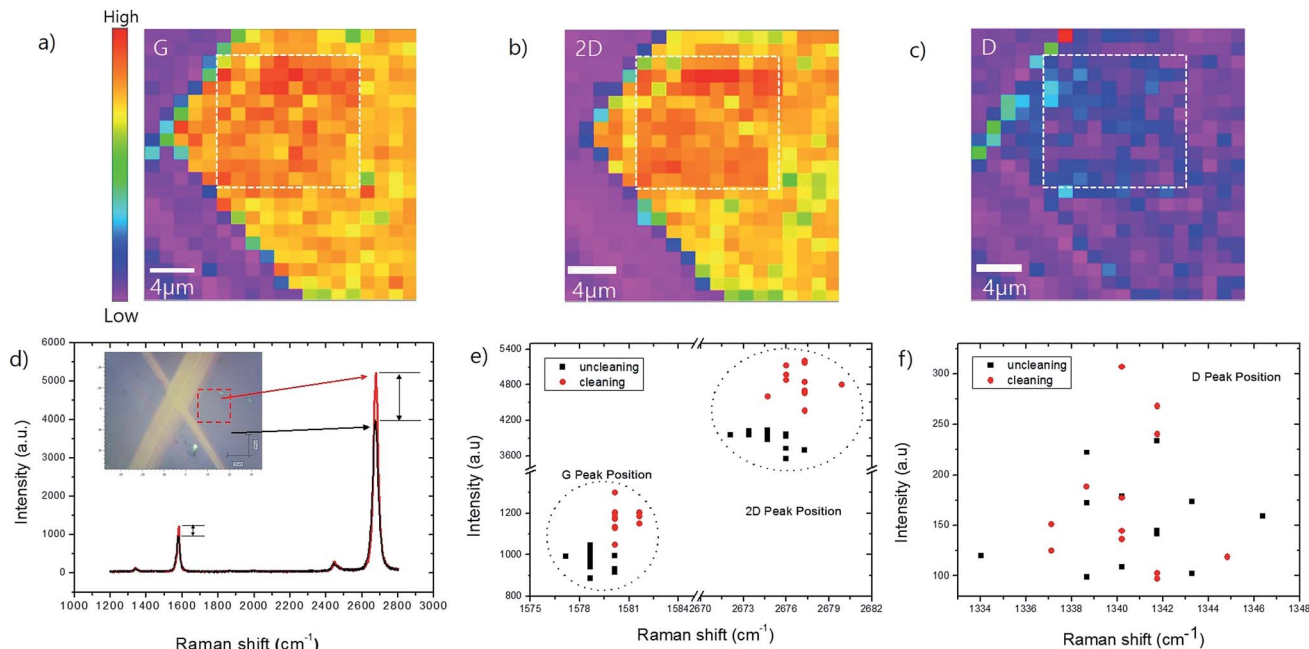 High
a)
G
4μm
Low
b)
2D
4μm
c)
D
4μm
d)
6000
5000
4000
3000
2000
1000
0
Intensity (a.u.)
1000 1200 1400 1600 1800 2000 2200 2400 2600 2800 3000
Raman shift (cm-1)
e)
uncleaning
cleaning
5400
4800
4200
3600
1200
1000
800
Intensity (a.u)
G Peak Position
2D Peak Position
1575 1578 1581 1584 2670 2673 2676 2679 2682
Raman shift (cm-1)
f)
uncleaning
cleaning
D Peak Position
300
250
200
150
100
Intensity (a.u)
1334 1336 1338 1340 1342 1344 1346 1348
Raman shift (cm-1)